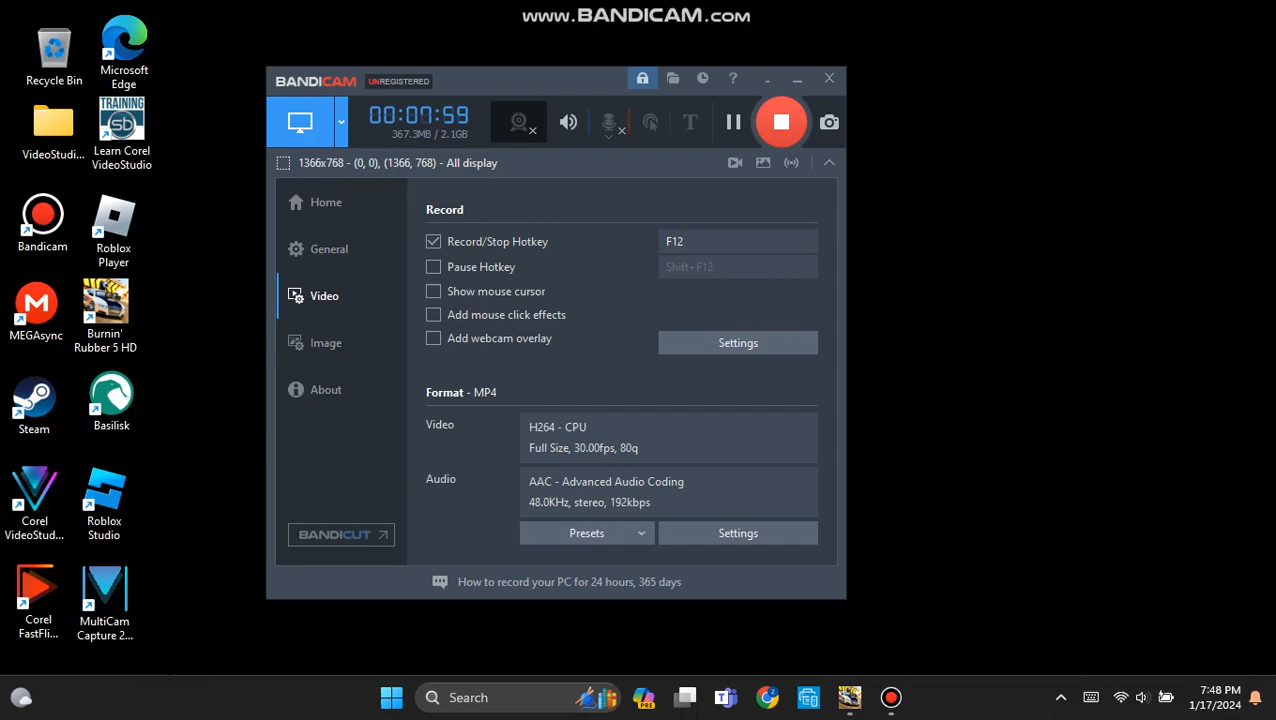 www.BANDICAM.com
Recycle Bin
Microsoft
Edge
VideoStudi...
TRAINING
sb
Learn Corel
VideoStudio
Bandicam
Roblox
Player
MEGAsync
Burnin'
Rubber 5 HD
Steam
Basilisk
Corel
VideoStud...
Roblox
Studio
Corel
FastFli...
MultiCam
Capture 2...
BANDICAM UNREGISTERED
00:07:59
367.3MB / 2.1GB
1366x768 - (0, 0), (1366, 768) - All display
Home
General
Video
Image
About
BANDICUT
Record
Record/Stop Hotkey F12
Pause Hotkey Shift+F12
Show mouse cursor
Add mouse click effects
Add webcam overlay Settings
Format - MP4
Video H264 - CPU
Full Size, 30.00fps, 80q
Audio AAC - Advanced Audio Coding
48.0KHz, stereo, 192kbps
Presets Settings
How to record your PC for 24 hours, 365 days
Search
PRE
7:48 PM
1/17/2024